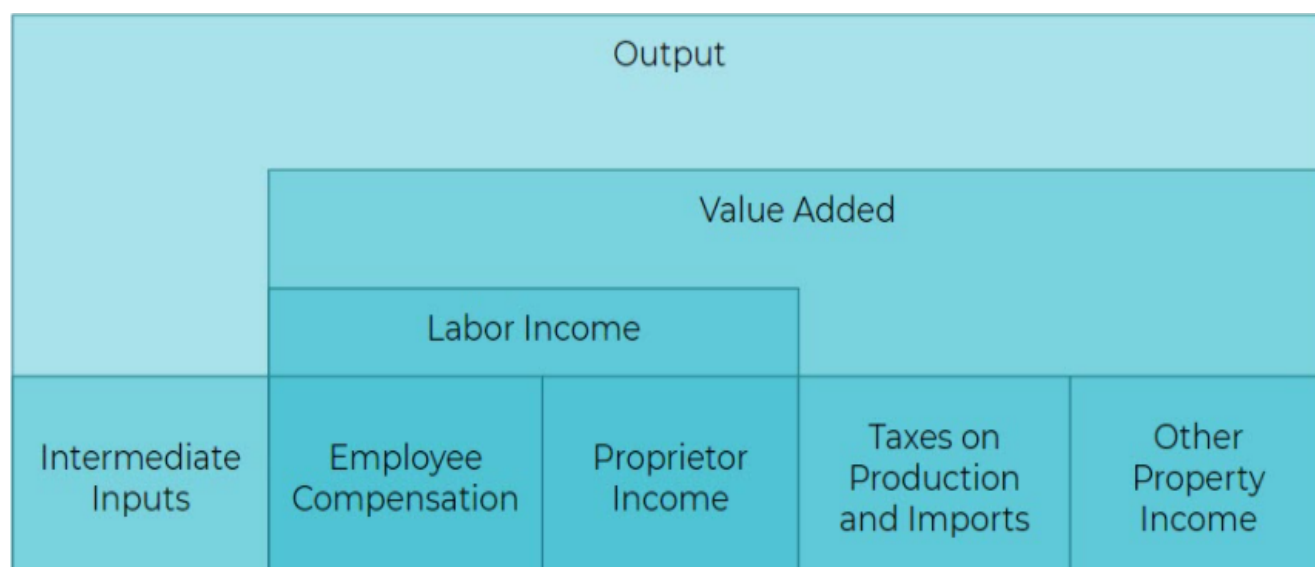 Output
Value Added
Labor Income
Intermediate
Inputs
Employee
Compensation
Proprietor
Income
Taxes on
Production
and Imports
Other
Property
Income